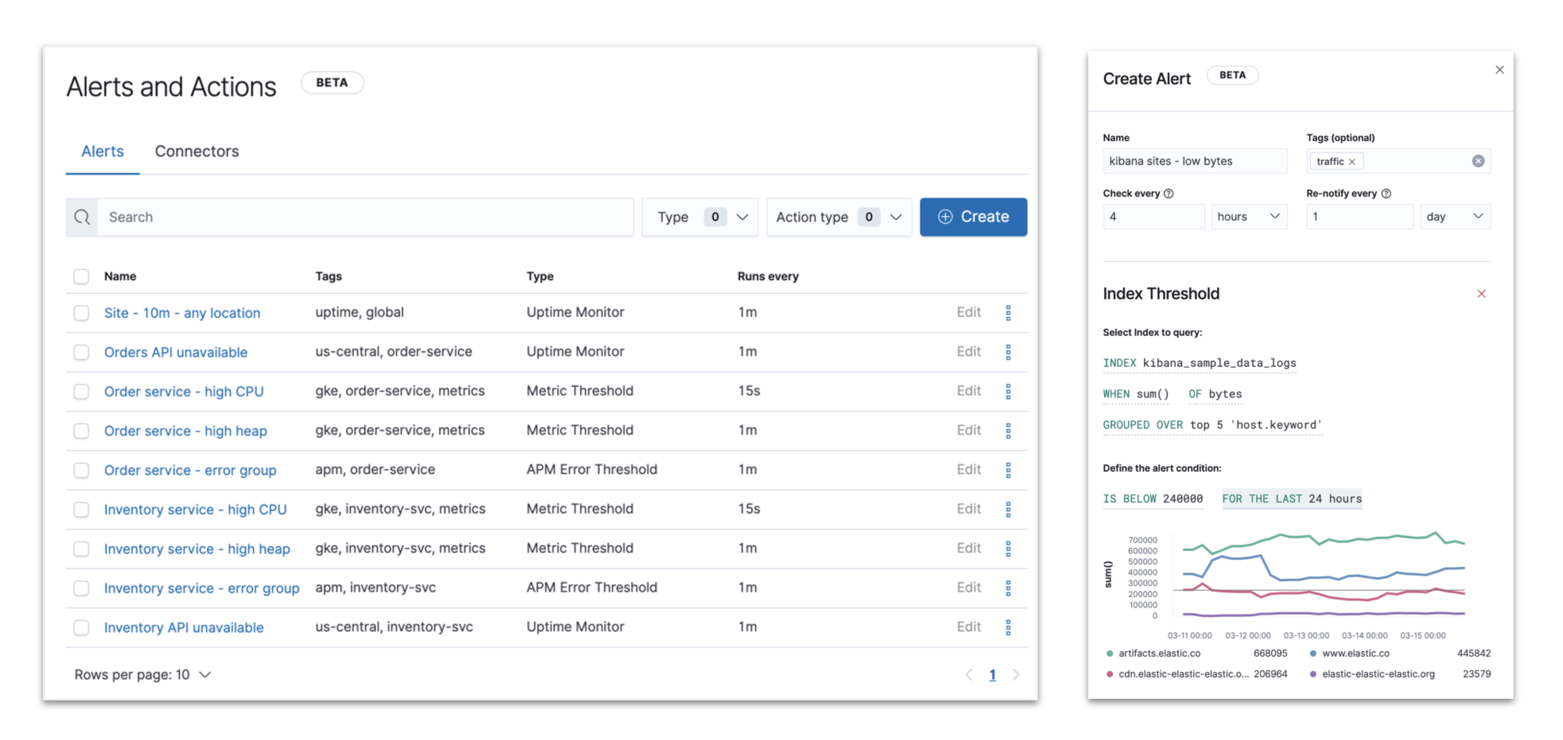 Alerts and Actions BETA
Alerts Connectors
Search Type 0 Action type 0 Create
Name Tags Type Runs every
Site - 10m - any location uptime, global Uptime Monitor 1m Edit
Orders API unavailable us-central, order-service Uptime Monitor 1m Edit
Order service - high CPU gke, order-service, metrics Metric Threshold 15s Edit
Order service - high heap gke, order-service, metrics Metric Threshold 1m Edit
Order service - error group apm, order-service APM Error Threshold 1m Edit
Inventory service - high CPU gke, inventory-svc, metrics Metric Threshold 15s Edit
Inventory service - high heap gke, inventory-svc, metrics Metric Threshold 1m Edit
Inventory service - error group apm, inventory-svc APM Error Threshold 1m Edit
Inventory API unavailable us-central, inventory-svc Uptime Monitor 1m Edit
Rows per page: 10 1
Create Alert BETA
Name Tags (optional)
kibana sites - low bytes traffic
Check every Re-notify every
4 hours 1 day
Index Threshold
Select Index to query:
INDEX kibana_sample_data_logs
WHEN sum() OF bytes
GROUPED OVER top 5 'host.keyword'
Define the alert condition:
IS BELOW 240000 FOR THE LAST 24 hours
sum()
700000
600000
500000
400000
300000
200000
100000
0
03-11 00:00 03-12 00:00 03-13 00:00 03-14 00:00 03-15 00:00
artifacts.elastic.co 668095 www.elastic.co 445842
cdn.elastic-elastic-elastic.o... 206964 elastic-elastic-elastic.org 23579